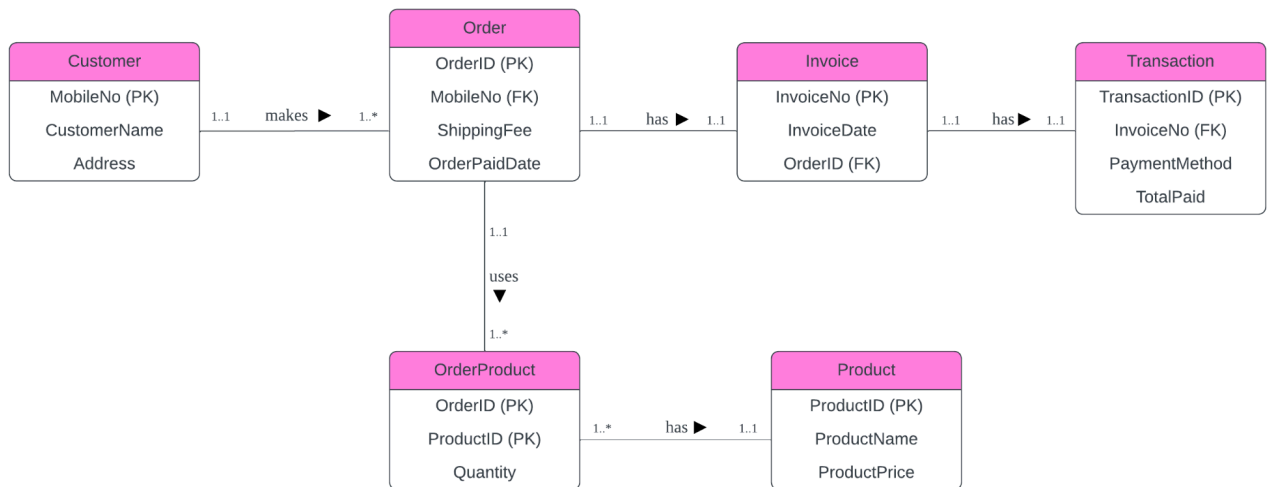 Customer
MobileNo (PK)
CustomerName
Address
1..1
makes
1..*
Order
OrderID (PK)
MobileNo (FK)
ShippingFee
OrderPaidDate
1..1
has
1..1
Invoice
InvoiceNo (PK)
InvoiceDate
OrderID (FK)
1..1
has
1..1
Transaction
TransactionID (PK)
InvoiceNo (FK)
PaymentMethod
TotalPaid
1..1
uses
1..*
OrderProduct
OrderID (PK)
ProductID (PK)
Quantity
1..*
has
1..1
Product
ProductID (PK)
ProductName
ProductPrice